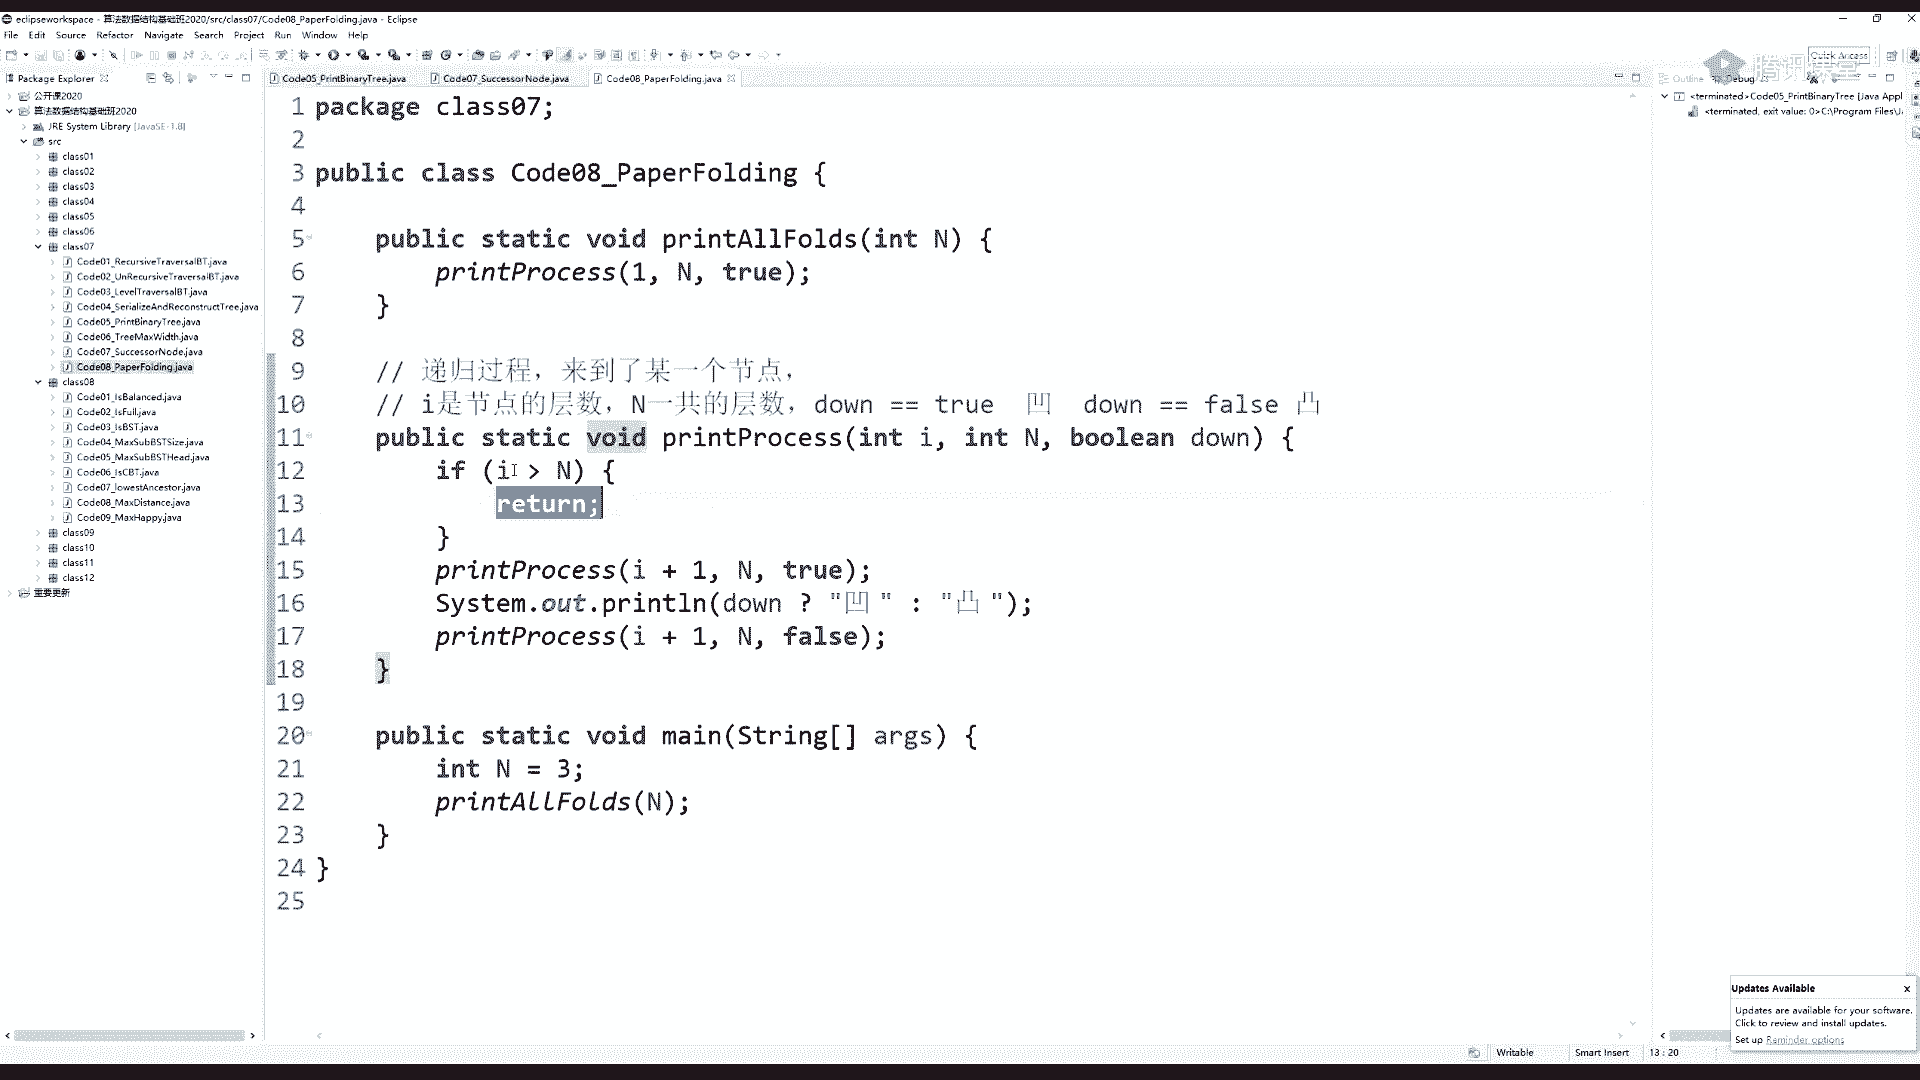 eclipseworkspace - 算法数据结构基础班2020/src/class07/Code08_PaperFolding.java - Eclipse
File Edit Source Refactor Navigate Search Project Run Window Help
Quick Access
腾讯课堂
Package Explorer
Code05_PrintBinaryTree.java
Code07_SuccessorNode.java
Code08_PaperFolding.java
Outline
Debug
公开课2020
算法数据结构基础班2020
JRE System Library [JavaSE-1.8]
src
class01
class02
class03
class04
class05
class06
class07
Code01_RecursiveTraversalBT.java
Code02_UnRecursiveTraversalBT.java
Code03_LevelTraversalBT.java
Code04_SerializeAndReconstructTree.java
Code05_PrintBinaryTree.java
Code06_TreeMaxWidth.java
Code07_SuccessorNode.java
Code08_PaperFolding.java
class08
Code01_IsBalanced.java
Code02_IsFull.java
Code03_IsBST.java
Code04_MaxSubBSTSize.java
Code05_MaxSubBSTHead.java
Code06_IsCBT.java
Code07_lowestAncestor.java
Code08_MaxDistance.java
Code09_MaxHappy.java
class09
class10
class11
class12
重要更新
1 package class07;
2
3 public class Code08_PaperFolding {
4
5 public static void printAllFolds(int N) {
6 printProcess(1, N, true);
7 }
8
9 // 递归过程，来到了某一个节点，
10 // i是节点的层数，N一共的层数，down == true 凹 down == false 凸
11 public static void printProcess(int i, int N, boolean down) {
12 if (i > N) {
13 return;
14 }
15 printProcess(i + 1, N, true);
16 System.out.println(down ? "凹 " : "凸 ");
17 printProcess(i + 1, N, false);
18 }
19
20 public static void main(String[] args) {
21 int N = 3;
22 printAllFolds(N);
23 }
24 }
25
<terminated>Code05_PrintBinaryTree [Java Appl
<terminated, exit value: 0>C:\Program Files\J
Updates Available
Updates are available for your software.
Click to review and install updates.
Set up Reminder options
Writable
Smart Insert
13 : 20